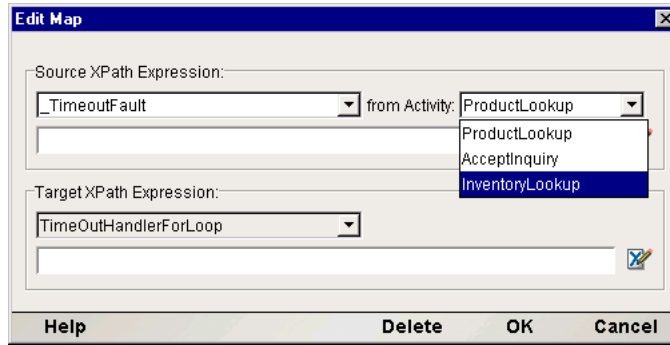 Edit Map
Source XPath Expression:
_TimeoutFault from Activity: ProductLookup
ProductLookup
AcceptInquiry
InventoryLookup
Target XPath Expression:
TimeOutHandlerForLoop
Help Delete OK Cancel